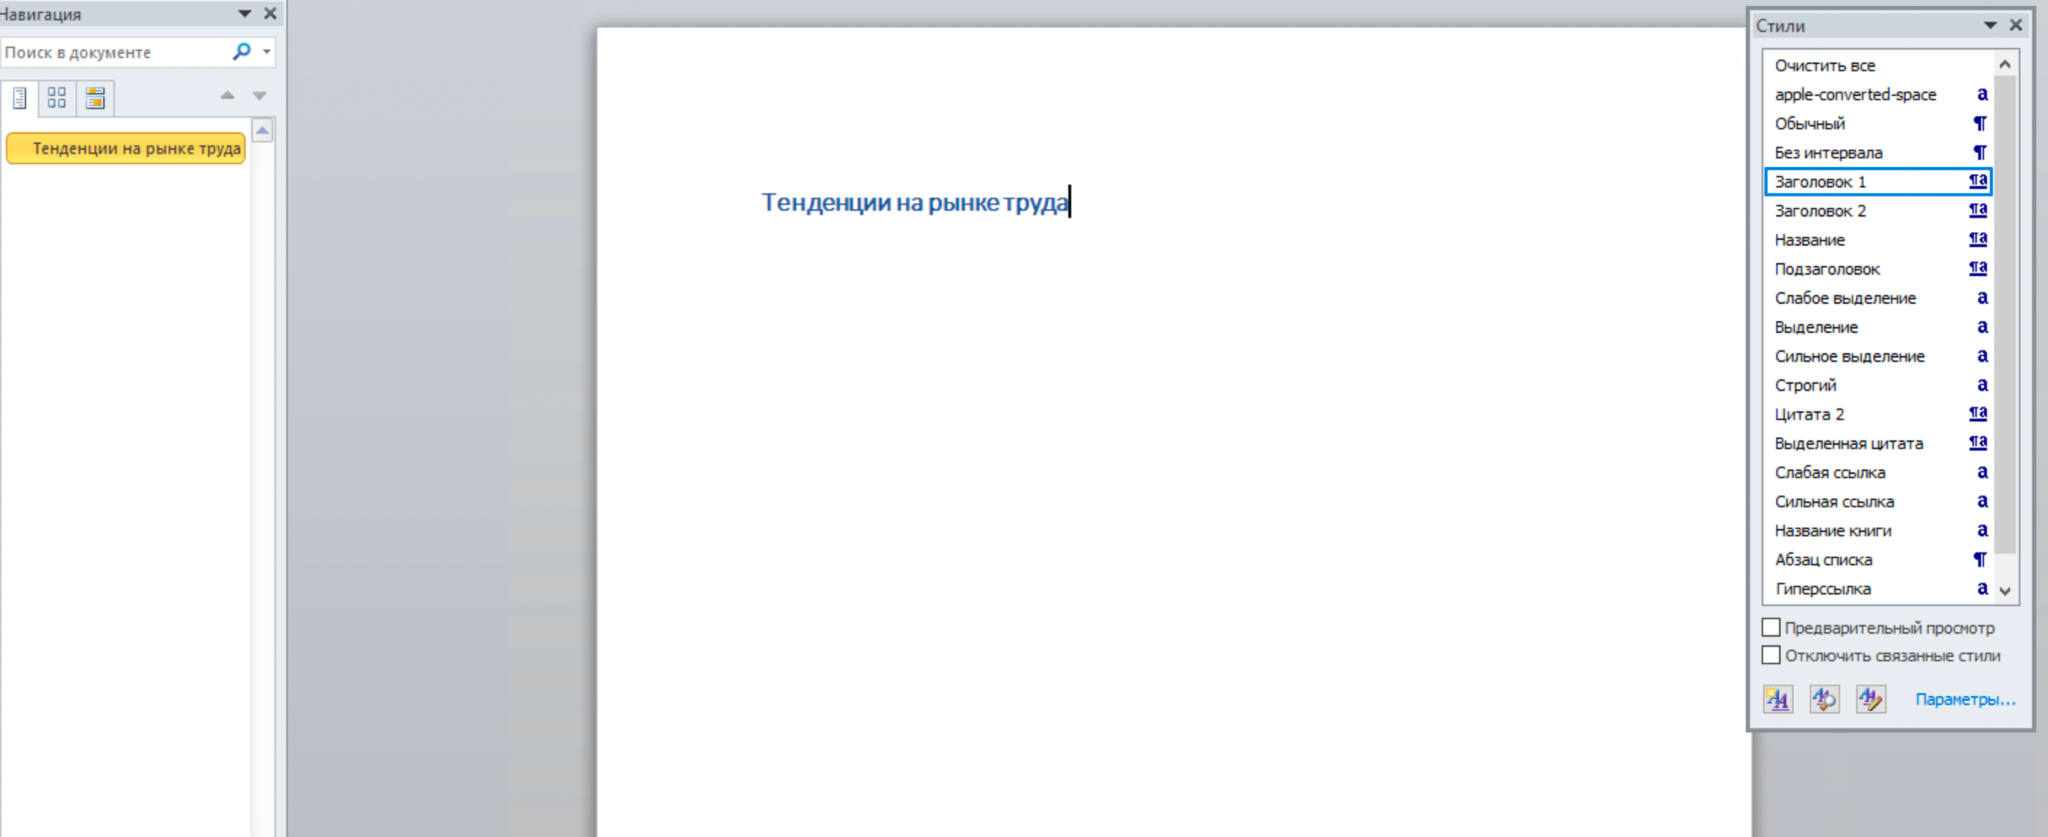 Навигация
Поиск в документе
Тенденции на рынке труда
Тенденции на рынке труда
Стили
Очистить все
apple-converted-space a
Обычный ¶
Без интервала ¶
Заголовок 1 ¶a
Заголовок 2 ¶a
Название ¶a
Подзаголовок ¶a
Слабое выделение a
Выделение a
Сильное выделение a
Строгий a
Цитата 2 ¶a
Выделенная цитата ¶a
Слабая ссылка a
Сильная ссылка a
Название книги a
Абзац списка ¶
Гиперссылка a
Предварительный просмотр
Отключить связанные стили
Параметры...